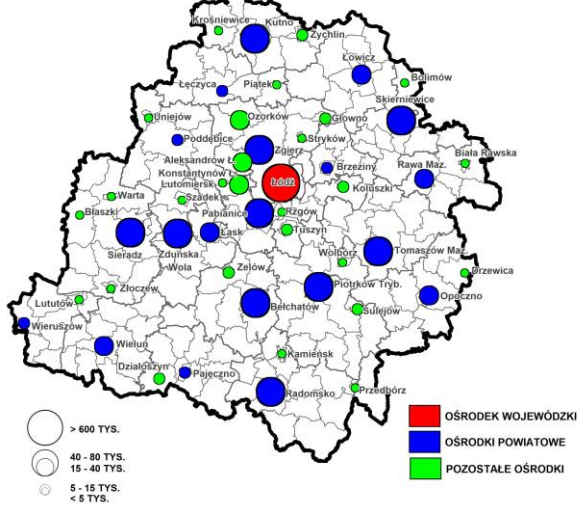 Krośniewice
Kutno
Żychlin
Łowicz
Bolimów
Łęczyca
Piątek
Skierniewice
Uniejów
Ozorków
Głowno
Poddębice
Zgierz
Stryków
Aleksandrów Ł.
Brzeziny
Rawa Maz.
Biała Rawska
Konstantynów Ł.
Łódź
Lutomiersk
Koluszki
Warta
Szadek
Błaszki
Pabianice
Rzgów
Łask
Tuszyn
Sieradz
Zduńska
Wola
Wolbórz
Tomaszów Maz.
Zelów
Drzewica
Złoczew
Piotrków Tryb.
Lututów
Bełchatów
Sulejów
Opoczno
Wieruszów
Wieluń
Kamieńsk
Działoszyn
Pajęczno
Radomsko
Przedbórz
> 600 TYS.
40 - 80 TYS.
15 - 40 TYS.
5 - 15 TYS.
< 5 TYS.
OŚRODEK WOJEWÓDZKI
OŚRODKI POWIATOWE
POZOSTAŁE OŚRODKI